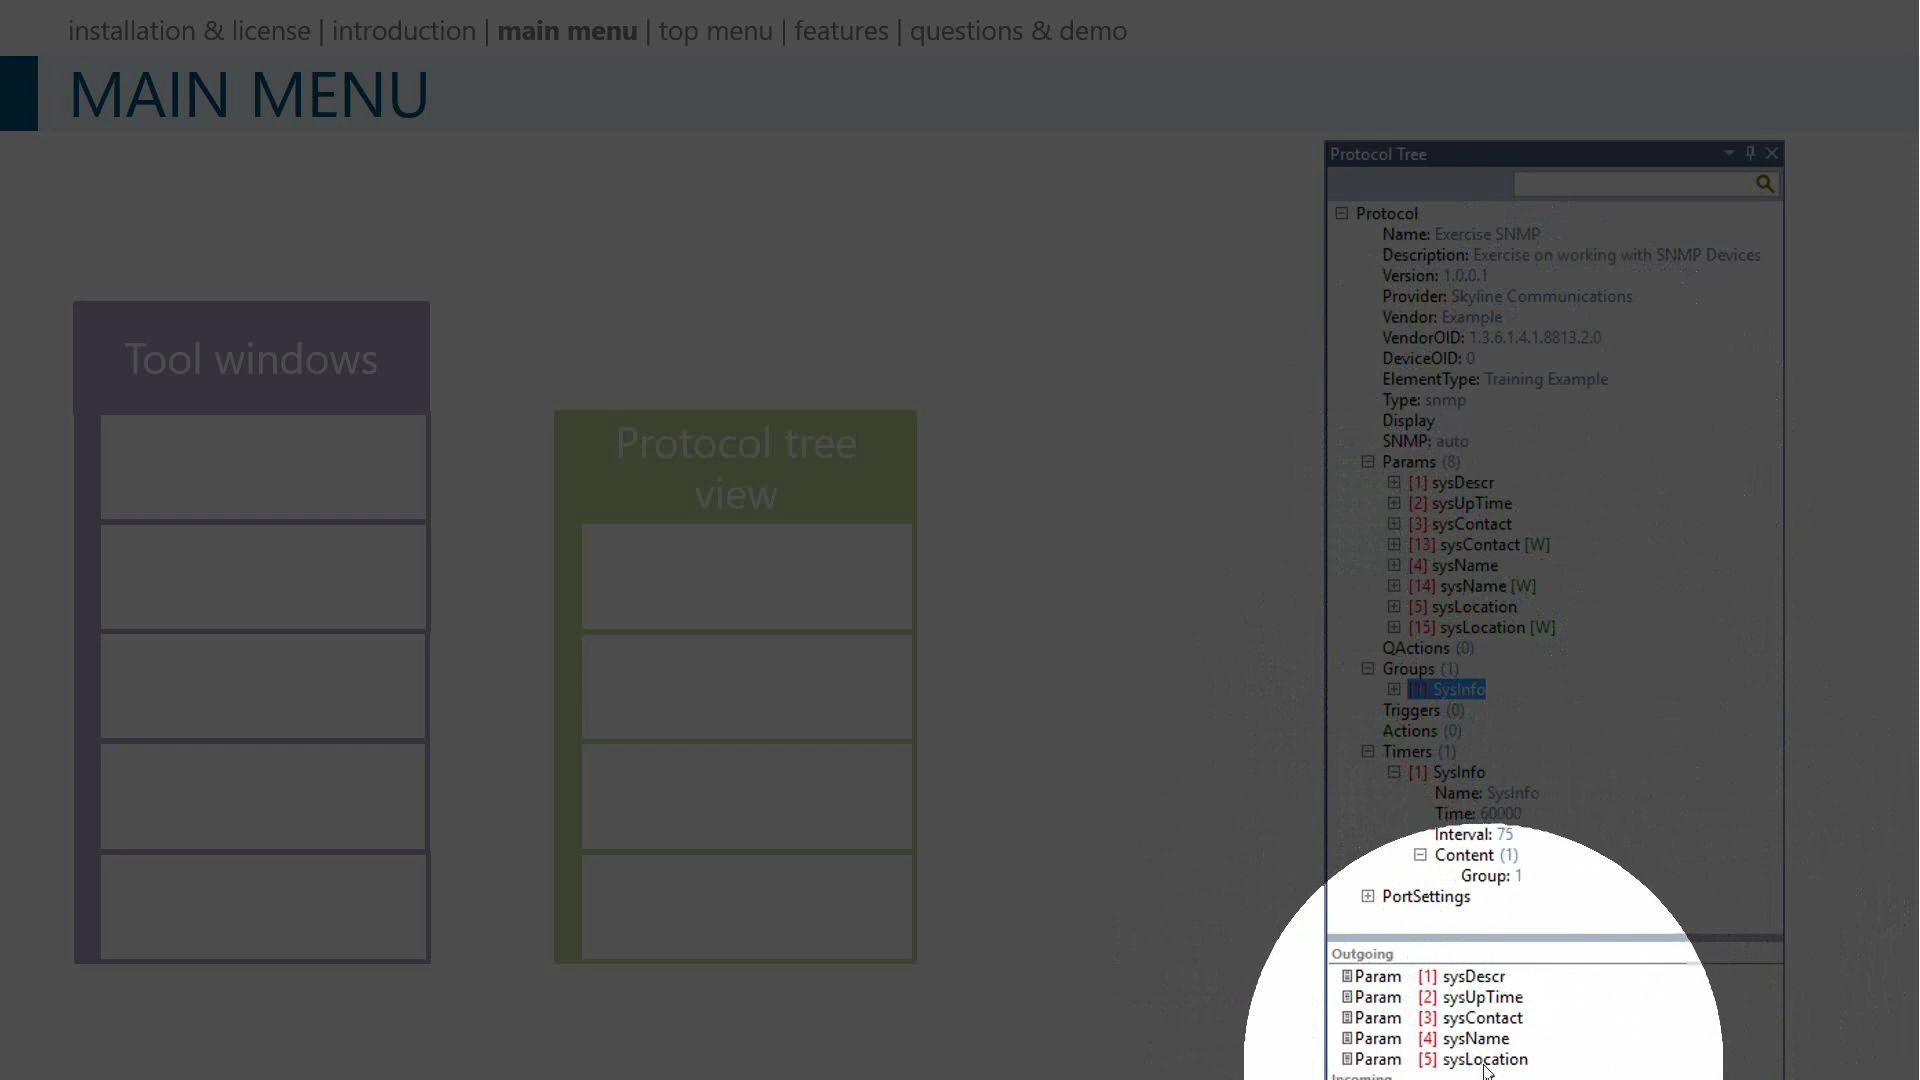 installation & license | introduction | main menu | top menu | features | questions & demo
MAIN MENU
Tool windows
Protocol tree
view
Protocol Tree
Protocol
Name: Exercise SNMP
Description: Exercise on working with SNMP Devices
Version: 1.0.0.1
Provider: Skyline Communications
Vendor: Example
VendorOID: 1.3.6.1.4.1.8813.2.0
DeviceOID: 0
ElementType: Training Example
Type: snmp
Display
SNMP: auto
Params (8)
[1] sysDescr
[2] sysUpTime
[3] sysContact
[13] sysContact [W]
[4] sysName
[14] sysName [W]
[5] sysLocation
[15] sysLocation [W]
QActions (0)
Groups (1)
[1] SysInfo
Triggers (0)
Actions (0)
Timers (1)
[1] SysInfo
Name: SysInfo
Time: 60000
Interval: 75
Content (1)
Group: 1
PortSettings
Outgoing
Param [1] sysDescr
Param [2] sysUpTime
Param [3] sysContact
Param [4] sysName
Param [5] sysLocation
Incoming